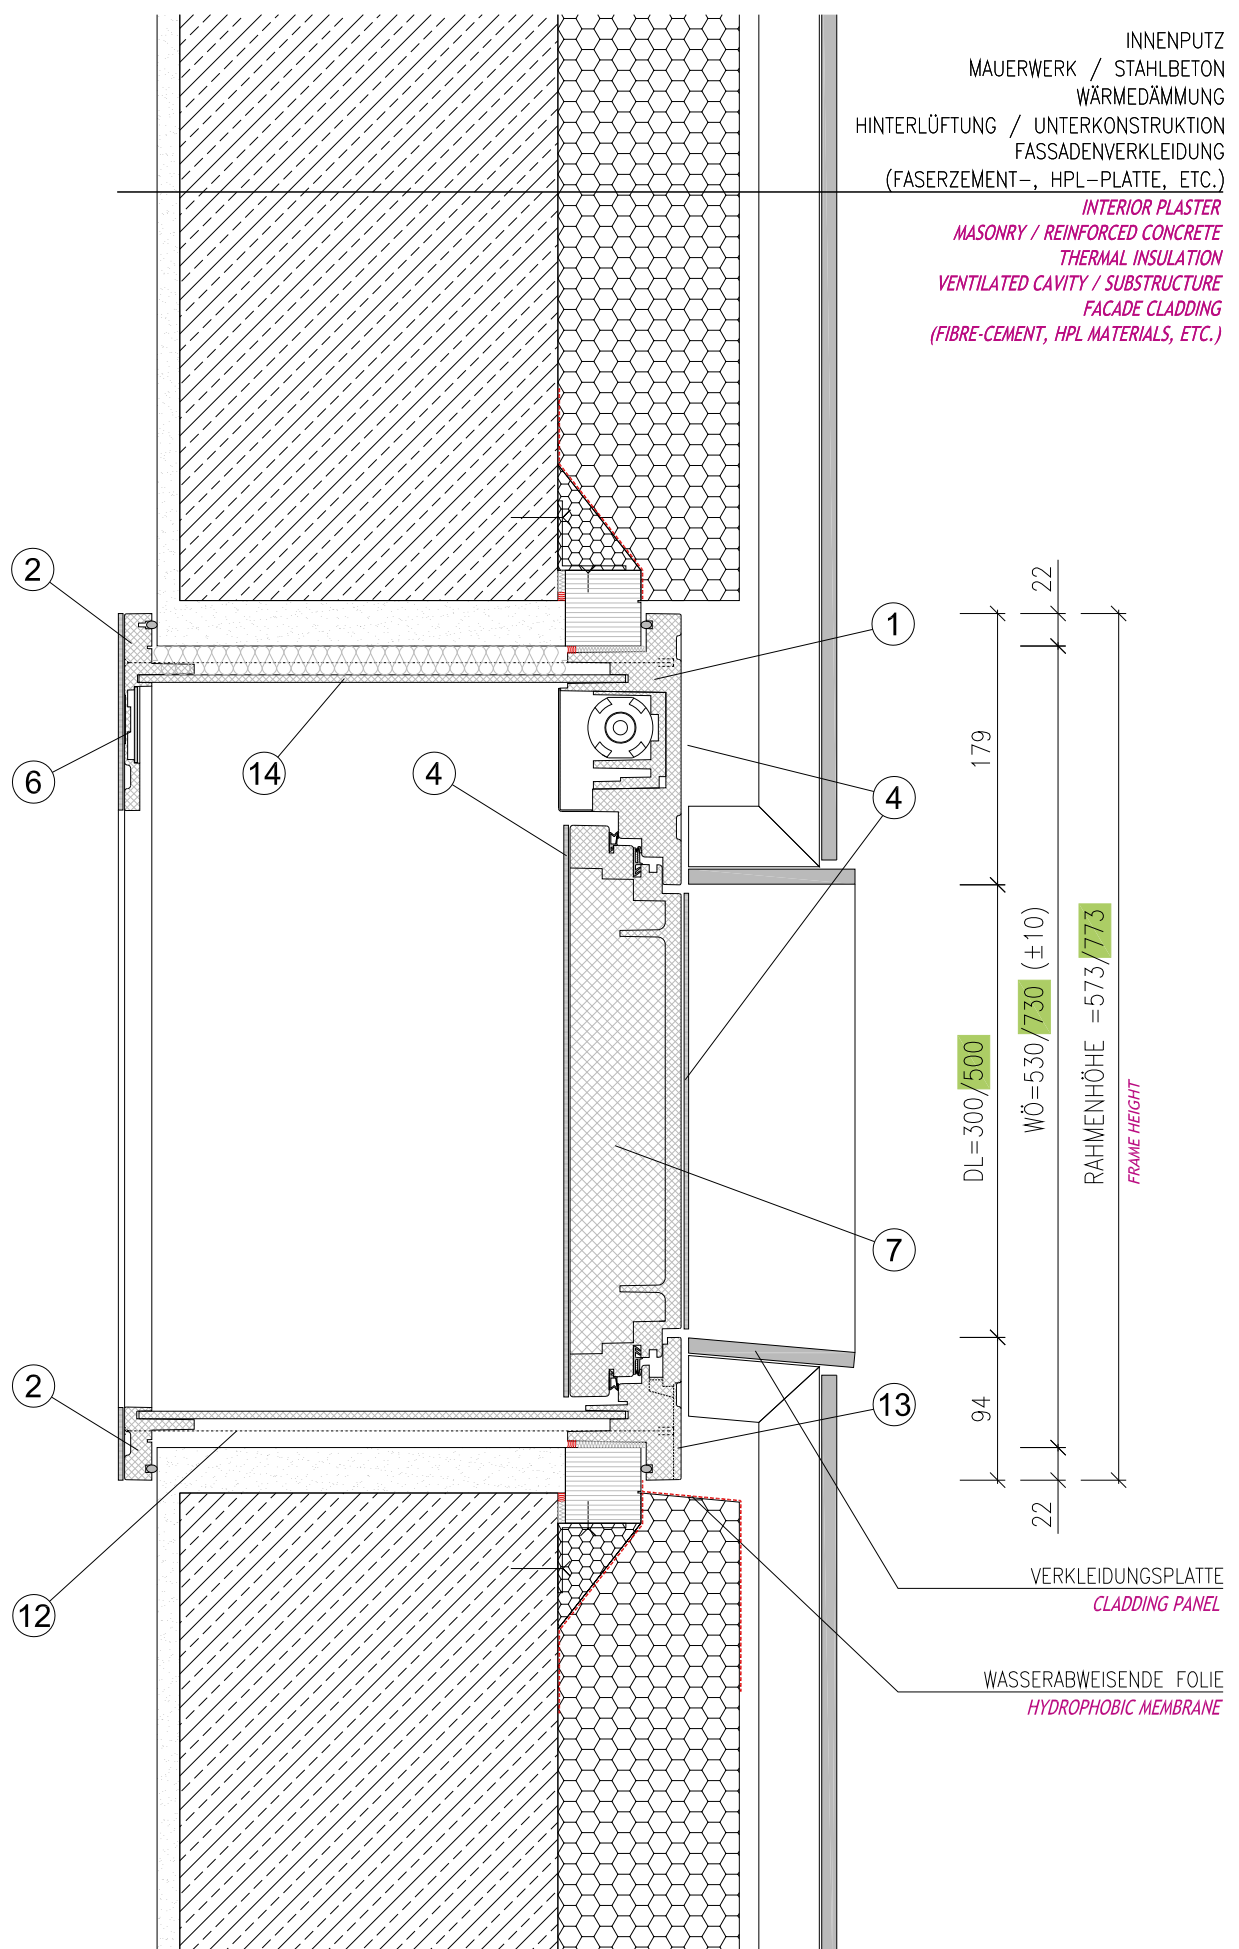 INNENPUTZ
MAUERWERK / STAHLBETON
WÄRMEDÄMMUNG
HINTERLÜFTUNG / UNTERKONSTRUKTION
FASSADENVERKLEIDUNG
(FASERZEMENT-, HPL-PLATTE, ETC.)
INTERIOR PLASTER
MASONRY / REINFORCED CONCRETE
THERMAL INSULATION
VENTILATED CAVITY / SUBSTRUCTURE
FACADE CLADDING
(FIBRE-CEMENT, HPL MATERIALS, ETC.)
2
1
6
14
4
4
7
2
13
12
22
179
DL=300/500
WÖ=530/730 (±10)
RAHMENHÖHE =573/773
FRAME HEIGHT
94
22
VERKLEIDUNGSPLATTE
CLADDING PANEL
WASSERABWEISENDE FOLIE
HYDROPHOBIC MEMBRANE